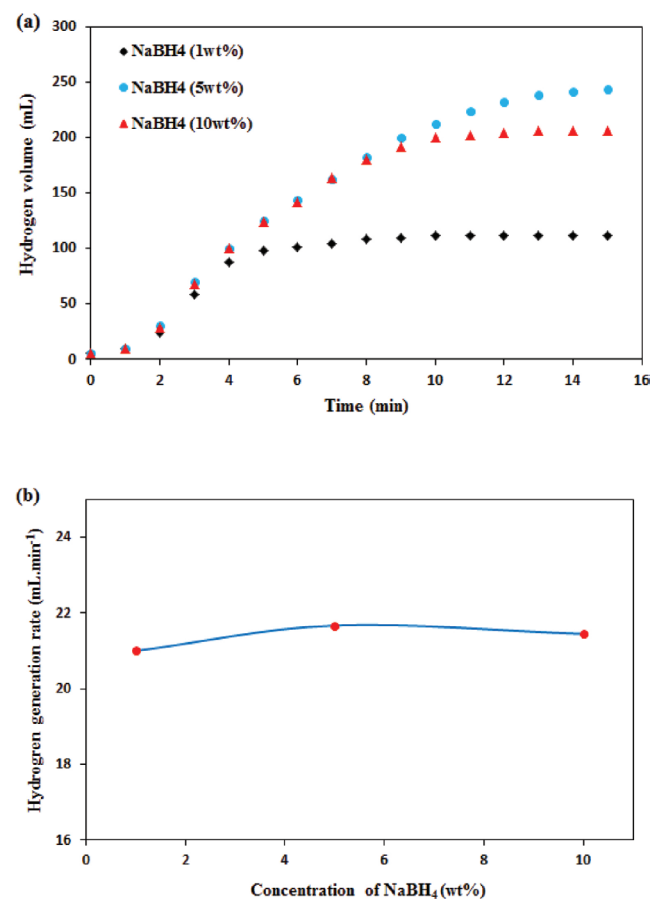 (a)
300
250
200
150
100
50
0
Hydrogen volume (mL)
NaBH4 (1wt%)
NaBH4 (5wt%)
NaBH4 (10wt%)
0 2 4 6 8 10 12 14 16
Time (min)
(b)
24
22
20
18
16
Hydrogren generation rate (mL.min⁻¹)
0 2 4 6 8 10
Concentration of NaBH₄ (wt%)